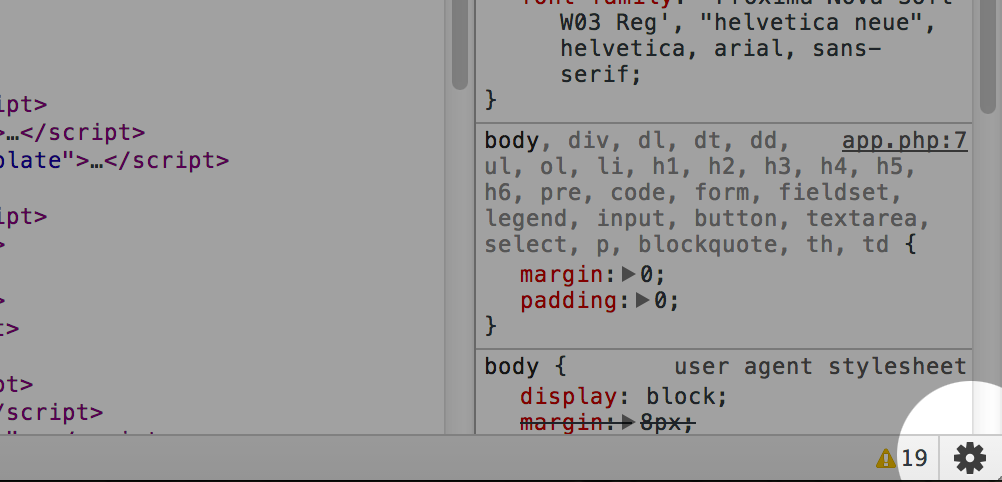 ipt>
>…</script>
plate">…</script>
ipt>
>
>
t>
pt>
/script>
font-family: 'Proxima Nova Soft
W03 Reg', "helvetica neue",
helvetica, arial, sans-
serif;
}
body, div, dl, dt, dd, app.php:7
ul, ol, li, h1, h2, h3, h4, h5,
h6, pre, code, form, fieldset,
legend, input, button, textarea,
select, p, blockquote, th, td {
margin: 0;
padding: 0;
}
body { user agent stylesheet
display: block;
margin: 8px;
19